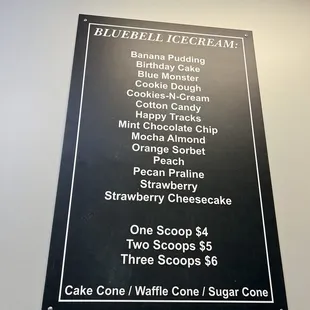 BLUEBELL ICECREAM:
Banana Pudding
Birthday Cake
Blue Monster
Cookie Dough
Cookies-N-Cream
Cotton Candy
Happy Tracks
Mint Chocolate Chip
Mocha Almond
Orange Sorbet
Peach
Pecan Praline
Strawberry
Strawberry Cheesecake
One Scoop $4
Two Scoops $5
Three Scoops $6
Cake Cone / Waffle Cone / Sugar Cone